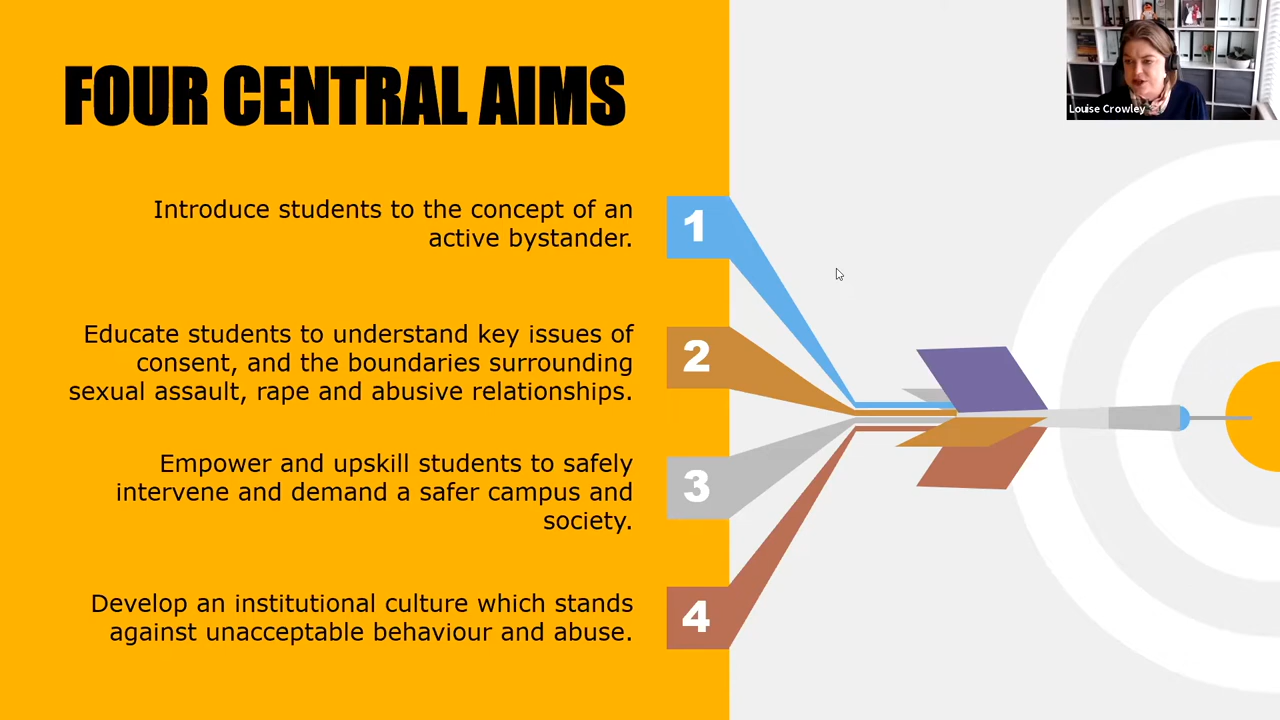 FOUR CENTRAL AIMS
Louise Crowley
Introduce students to the concept of an
active bystander.
1
Educate students to understand key issues of
consent, and the boundaries surrounding
sexual assault, rape and abusive relationships.
2
Empower and upskill students to safely
intervene and demand a safer campus and
society.
3
Develop an institutional culture which stands
against unacceptable behaviour and abuse.
4